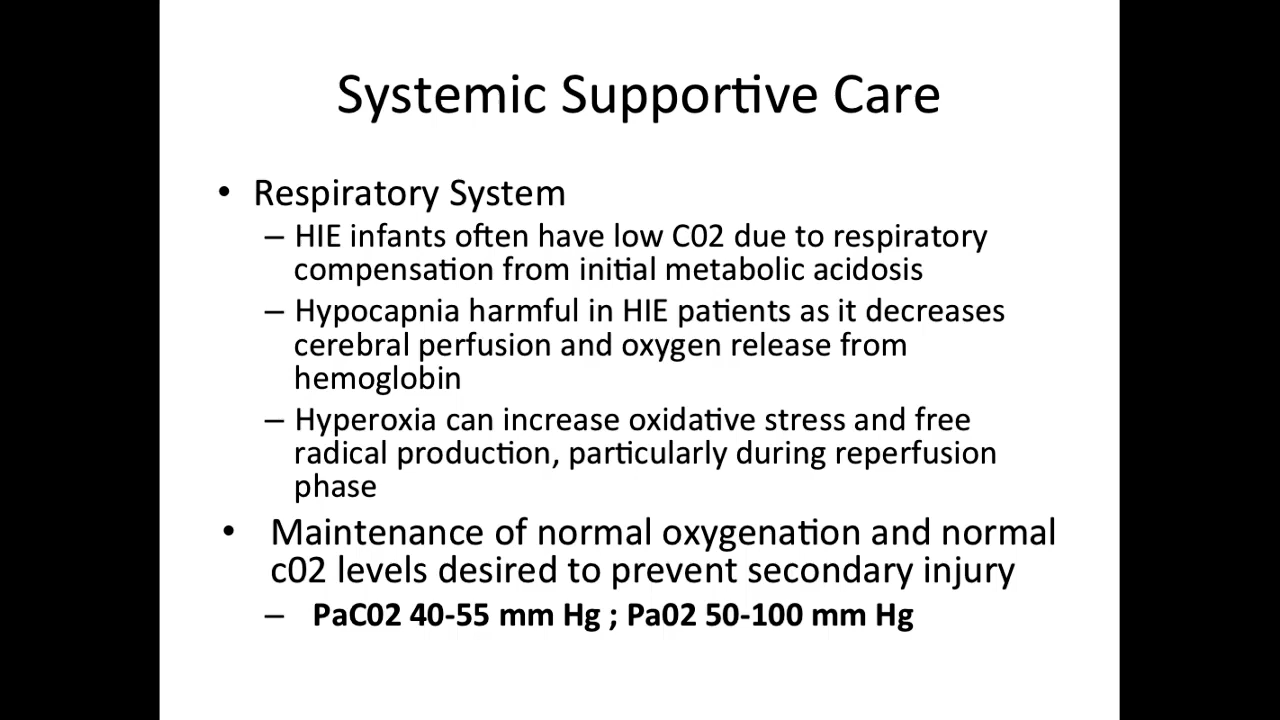 Systemic Supportive Care
• Respiratory System
– HIE infants often have low C02 due to respiratory
compensation from initial metabolic acidosis
– Hypocapnia harmful in HIE patients as it decreases
cerebral perfusion and oxygen release from
hemoglobin
– Hyperoxia can increase oxidative stress and free
radical production, particularly during reperfusion
phase
• Maintenance of normal oxygenation and normal
c02 levels desired to prevent secondary injury
– PaC02 40-55 mm Hg ; Pa02 50-100 mm Hg